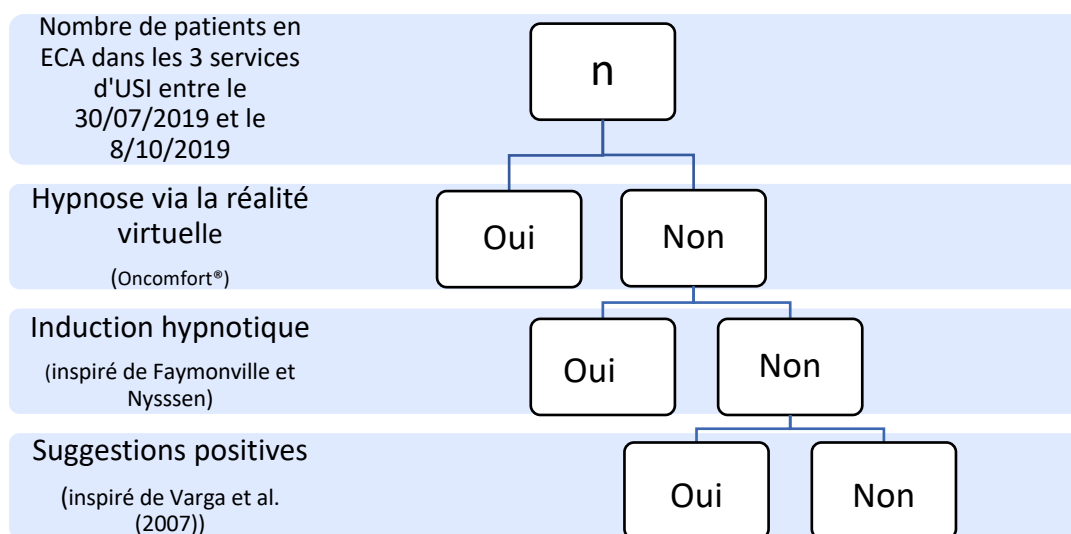 Nombre de patients en
ECA dans les 3 services
d'USI entre le
30/07/2019 et le
8/10/2019
n
Hypnose via la réalité
virtuelle
(Oncomfort®)
Oui
Non
Induction hypnotique
(inspiré de Faymonville et
Nysssen)
Oui
Non
Suggestions positives
(inspiré de Varga et al.
(2007))
Oui
Non